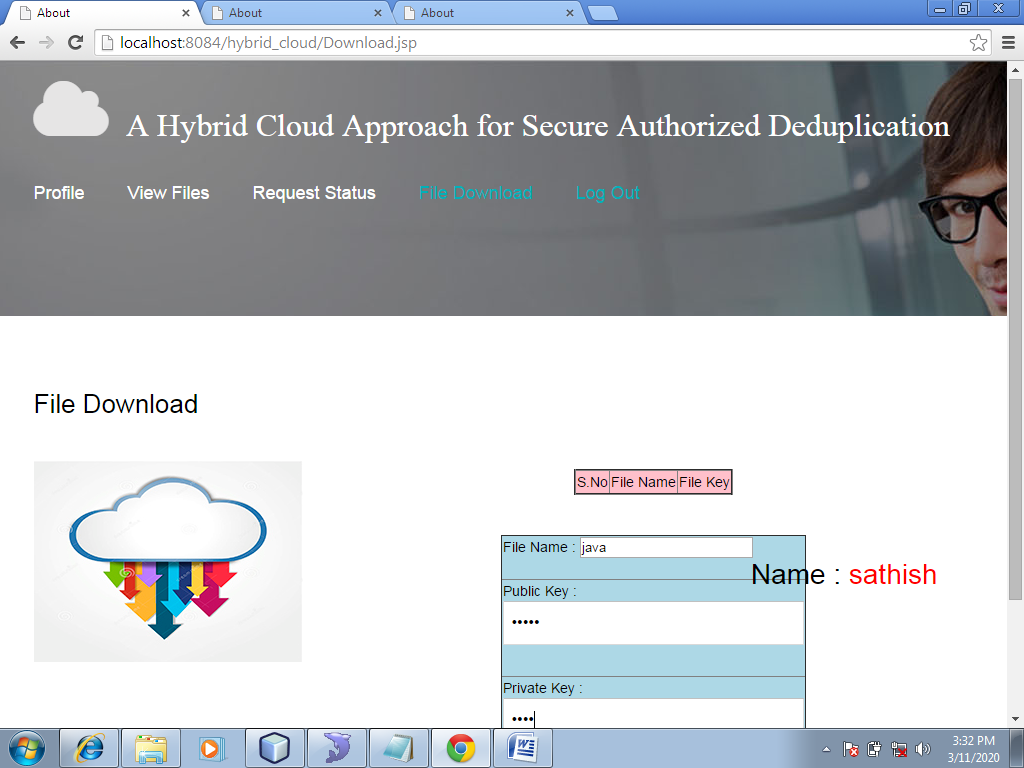 About About About
localhost:8084/hybrid_cloud/Download.jsp
A Hybrid Cloud Approach for Secure Authorized Deduplication
Profile View Files Request Status File Download Log Out
File Download
S.No File Name File Key
File Name : java
Name : sathish
Public Key :
•••••
Private Key :
••••
3:32 PM
3/11/2020